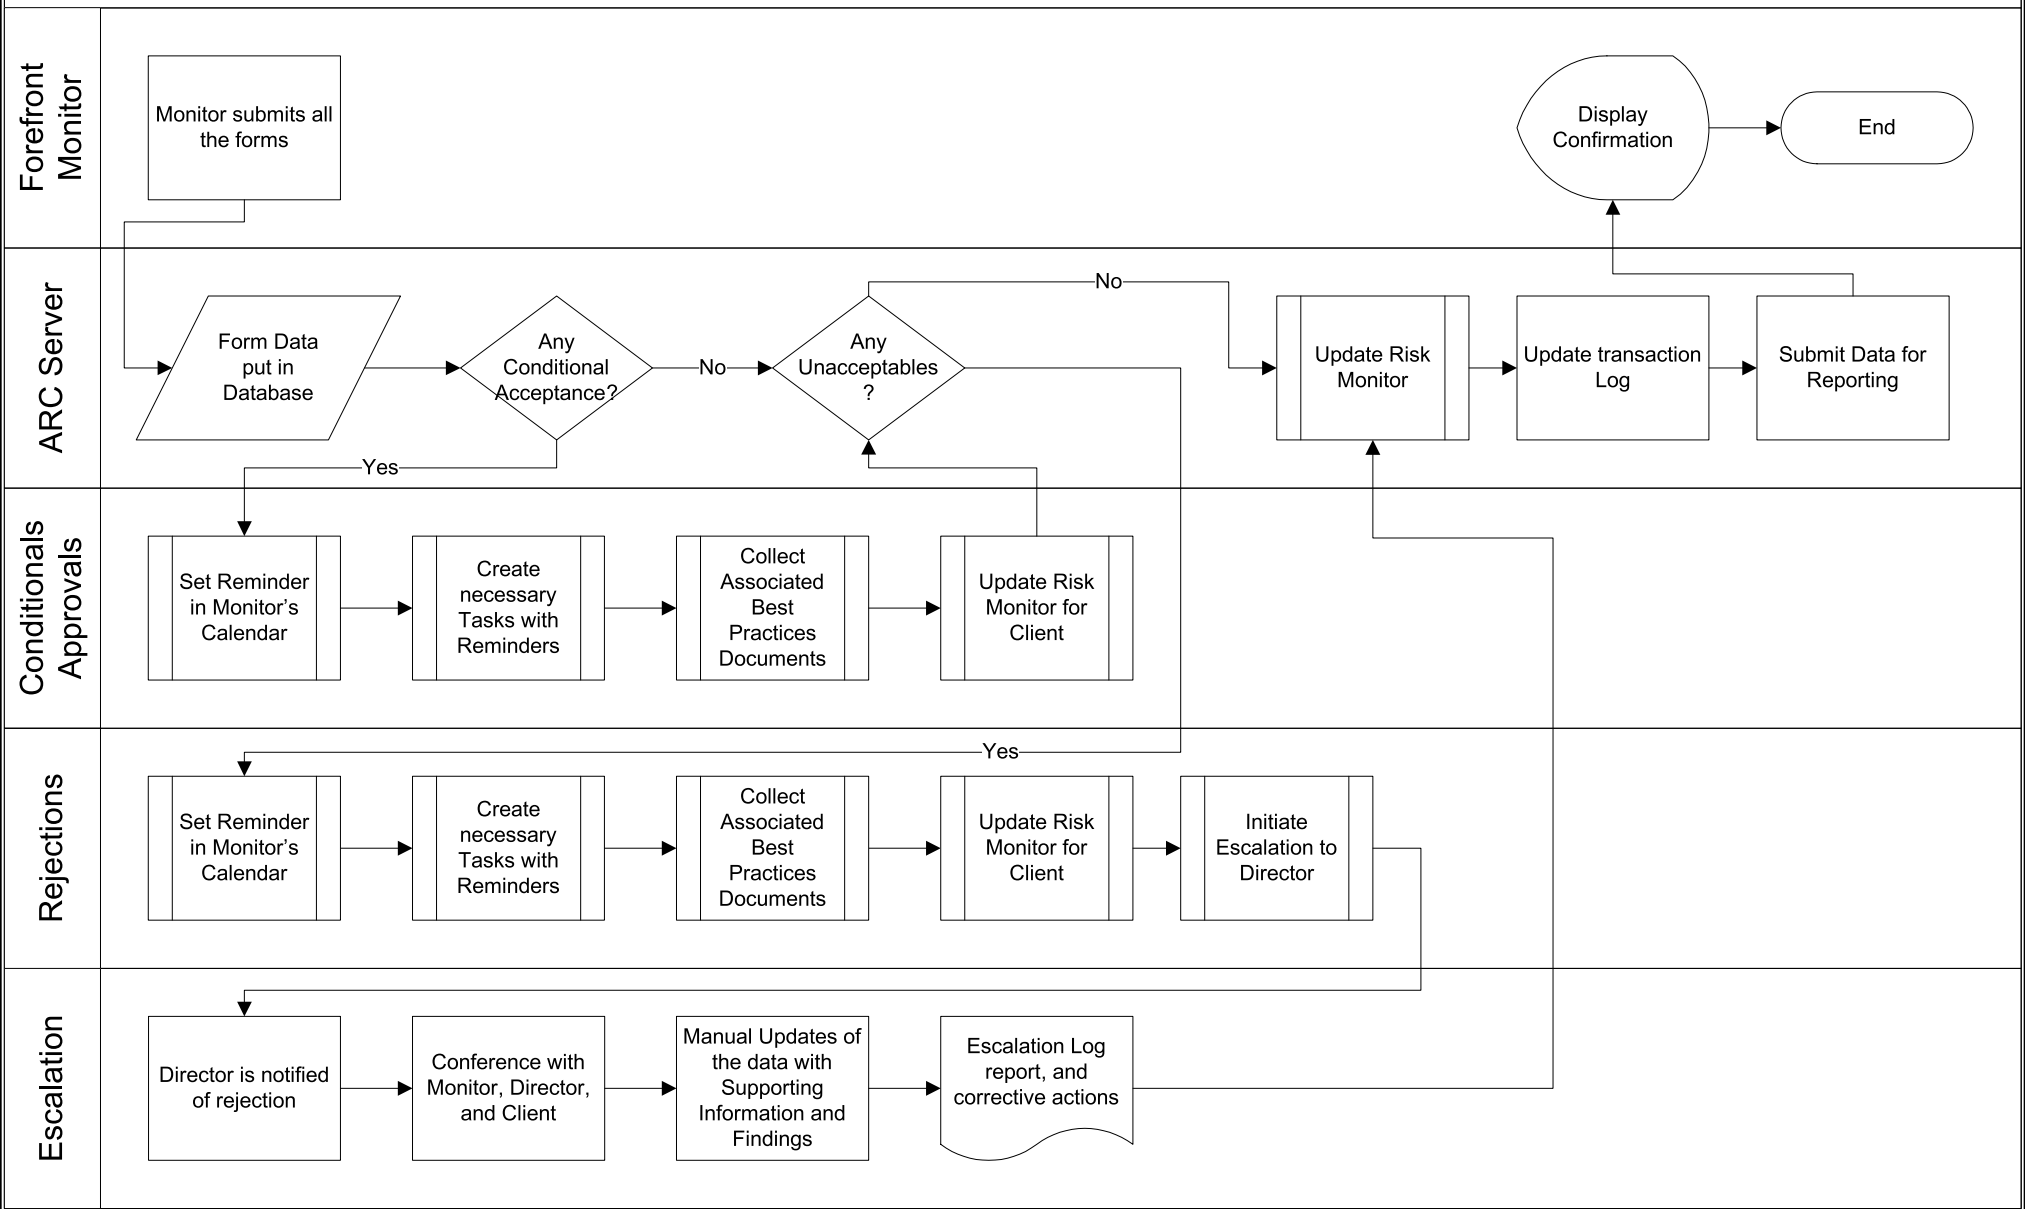 Forefront
Monitor
Monitor submits all
the forms
Display
Confirmation
End
ARC Server
Form Data
put in
Database
Any
Conditional
Acceptance?
No
Any
Unacceptables
?
No
Update Risk
Monitor
Update transaction
Log
Submit Data for
Reporting
Yes
Conditionals
Approvals
Set Reminder
in Monitor's
Calendar
Create
necessary
Tasks with
Reminders
Collect
Associated
Best
Practices
Documents
Update Risk
Monitor for
Client
Yes
Rejections
Set Reminder
in Monitor's
Calendar
Create
necessary
Tasks with
Reminders
Collect
Associated
Best
Practices
Documents
Update Risk
Monitor for
Client
Initiate
Escalation to
Director
Escalation
Director is notified
of rejection
Conference with
Monitor, Director,
and Client
Manual Updates of
the data with
Supporting
Information and
Findings
Escalation Log
report, and
corrective actions